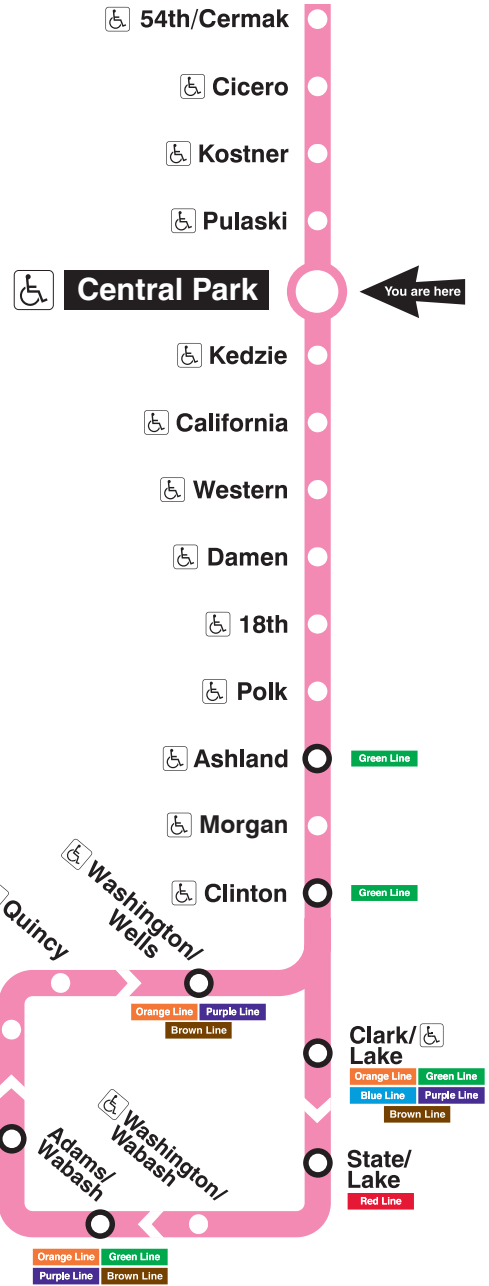 54th/Cermak
Cicero
Kostner
Pulaski
Central Park
You are here
Kedzie
California
Western
Damen
18th
Polk
Ashland
Green Line
Morgan
Clinton
Green Line
Quincy
Washington/
Wells
Orange Line Purple Line
Brown Line
Clark/
Lake
Orange Line Green Line
Blue Line Purple Line
Brown Line
State/
Lake
Red Line
Washington/
Wabash
Adams/
Wabash
Orange Line Green Line
Purple Line Brown Line